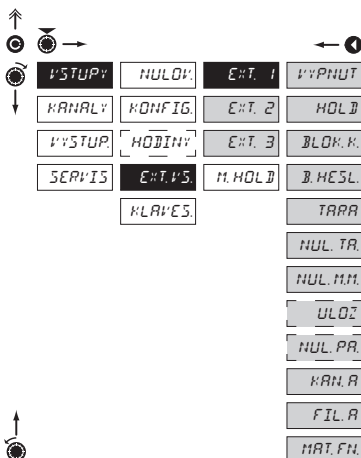 VSTUPY NULOV. EXT. 1 VYPNUT
KANALY KONFIG. EXT. 2 HOLD
VYSTUP. HODINY EXT. 3 BLOK. K.
SERVIS EXT. VS. M. HOLD B. HESL.
KLAVES. TARA
NUL. TA.
NUL. M.M.
ULOZ
NUL. PA.
KAN. A
FIL. A
MAT. FN.